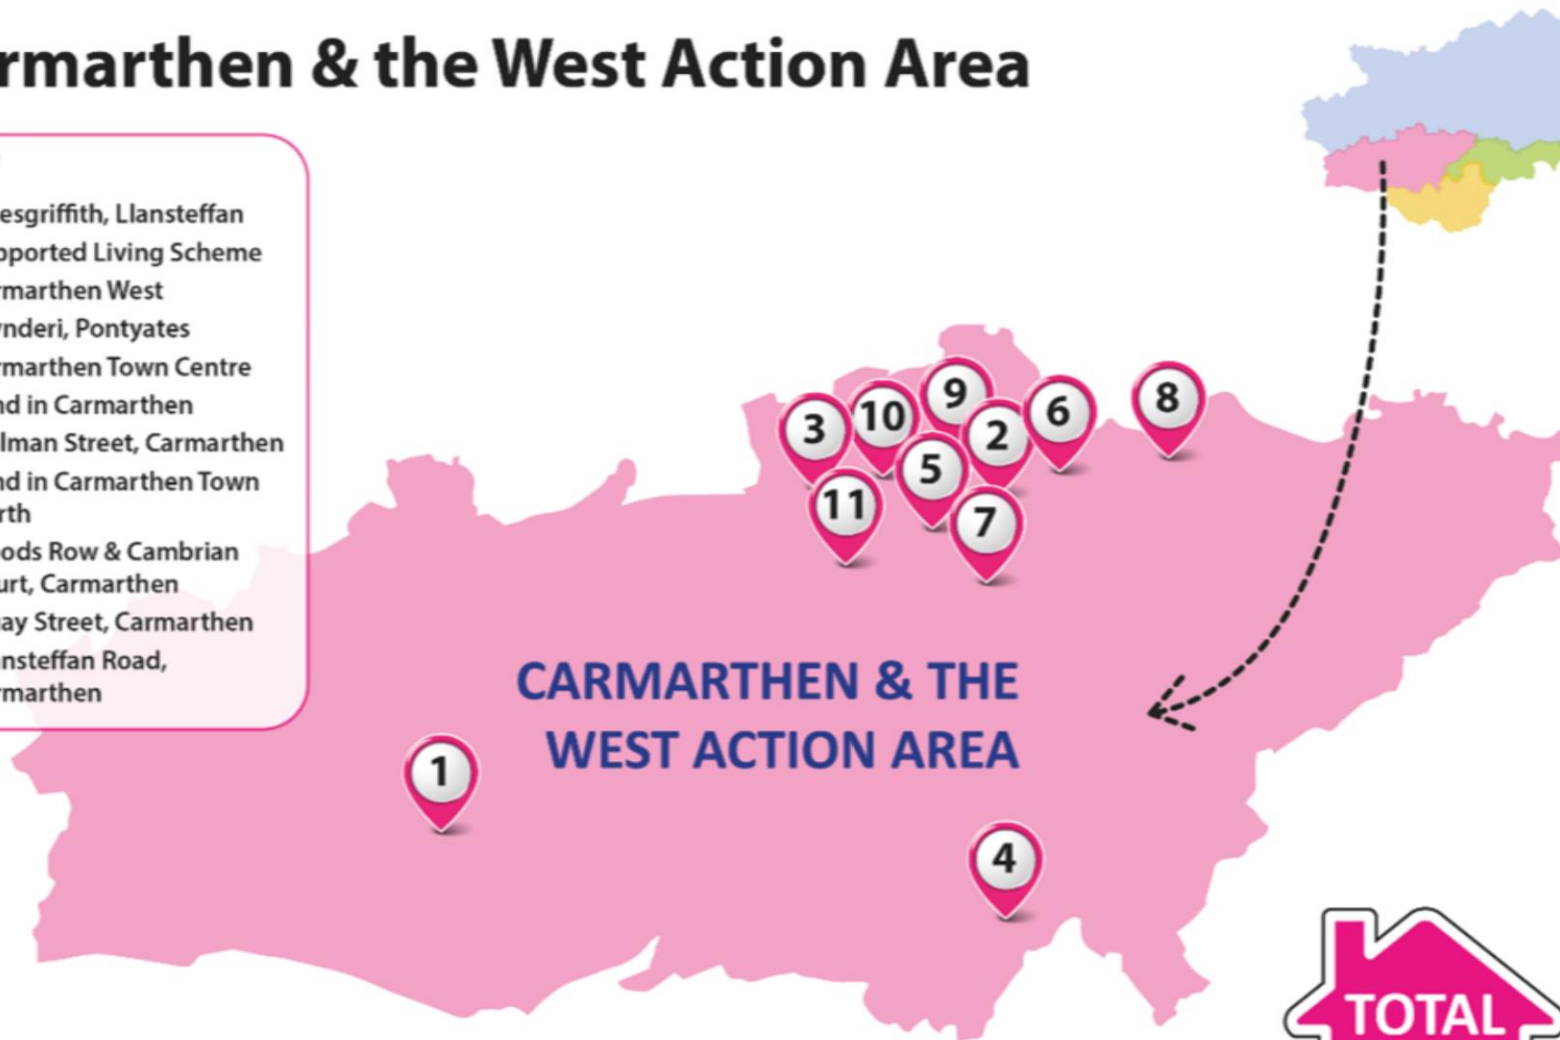 rmarthen & the West Action Area
esgriffith, Llansteffan
pported Living Scheme
rmarthen West
nderi, Pontyates
rmarthen Town Centre
nd in Carmarthen
lman Street, Carmarthen
nd in Carmarthen Town
rth
ods Row & Cambrian
urt, Carmarthen
ay Street, Carmarthen
nsteffan Road,
rmarthen
9
8
6
10
3
2
5
11
7
CARMARTHEN & THE
WEST ACTION AREA
1
4
TOTAL